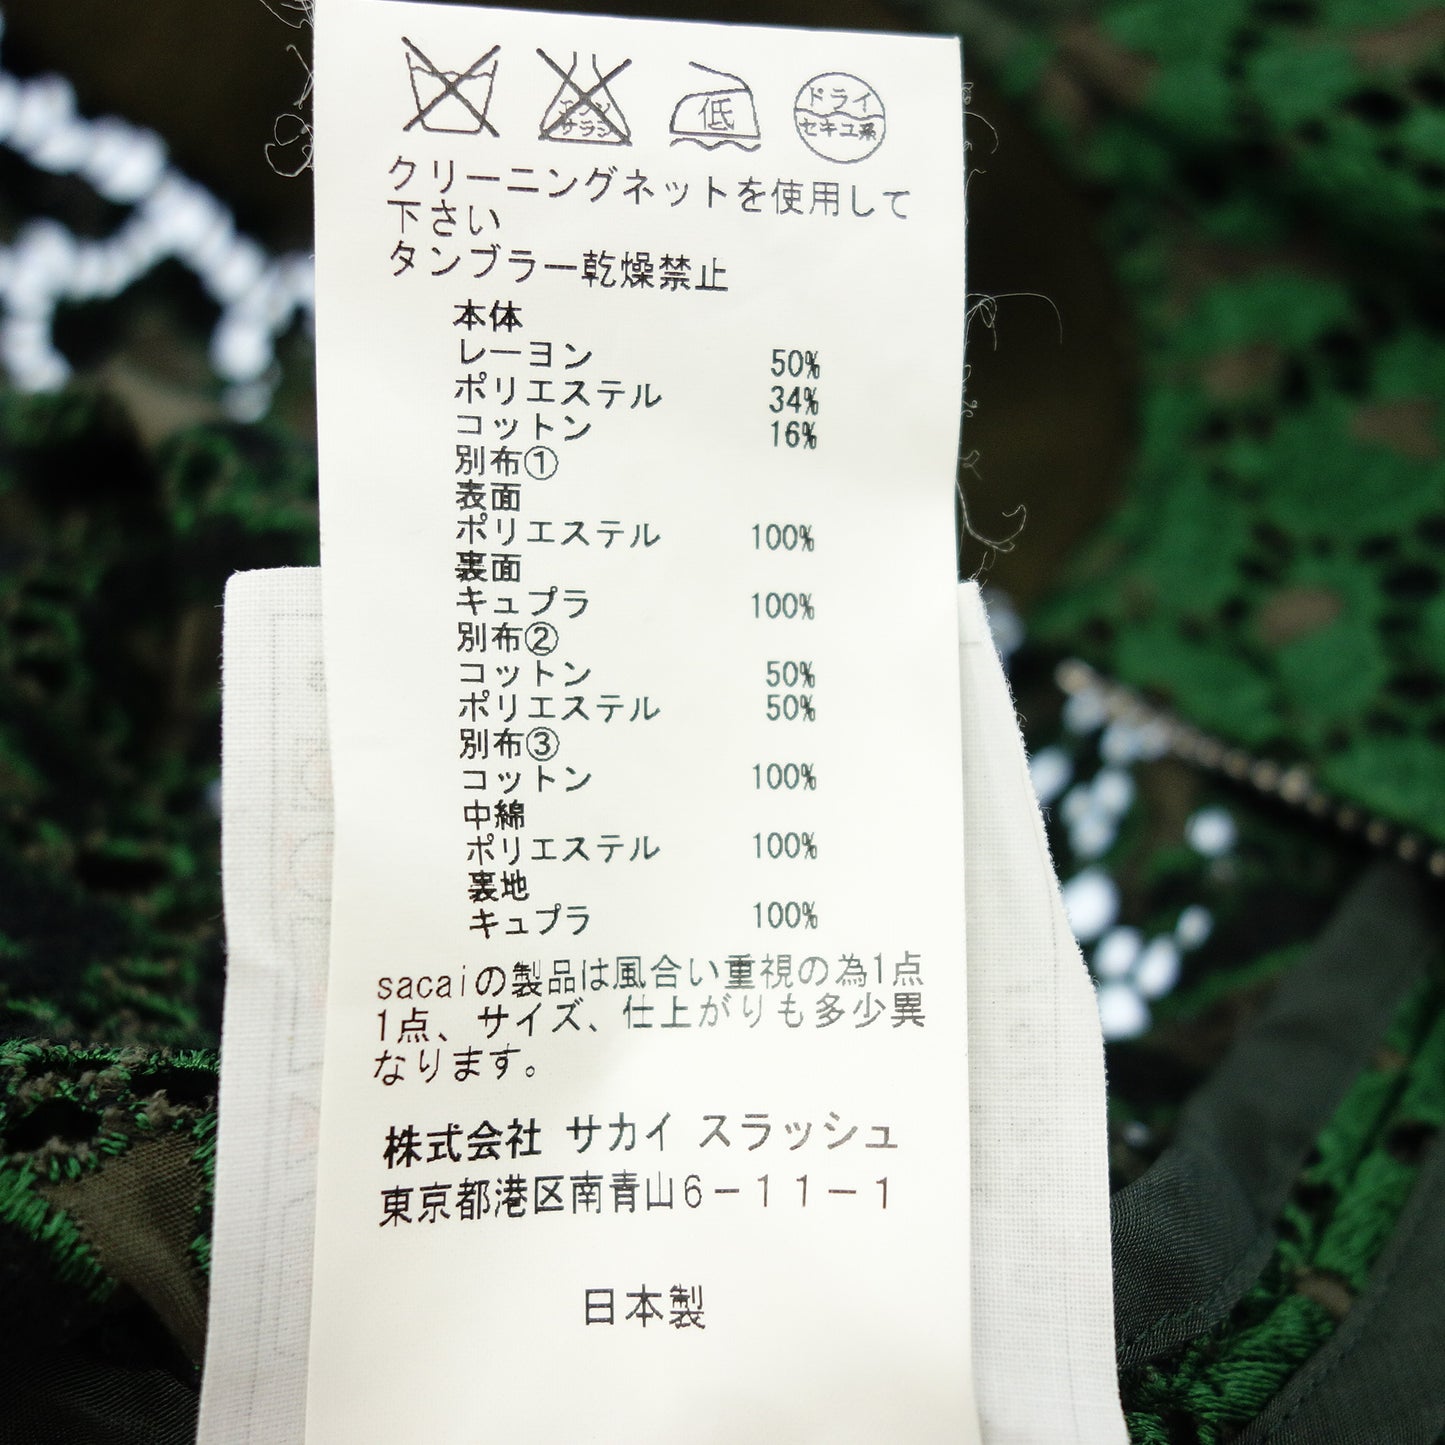 エンソ
サラシ
低
ドライ
セキユ系
クリーニングネットを使用して
下さい
タンブラー乾燥禁止
本体
レーヨン 50%
ポリエステル 34%
コットン 16%
別布①
表面
ポリエステル 100%
裏面
キュプラ 100%
別布②
コットン 50%
ポリエステル 50%
別布③
コットン 100%
中綿
ポリエステル 100%
裏地
キュプラ 100%
sacaiの製品は風合い重視の為1点
1点、サイズ、仕上がりも多少異
なります。
株式会社 サカイ スラッシュ
東京都港区南青山6－11－1
日本製